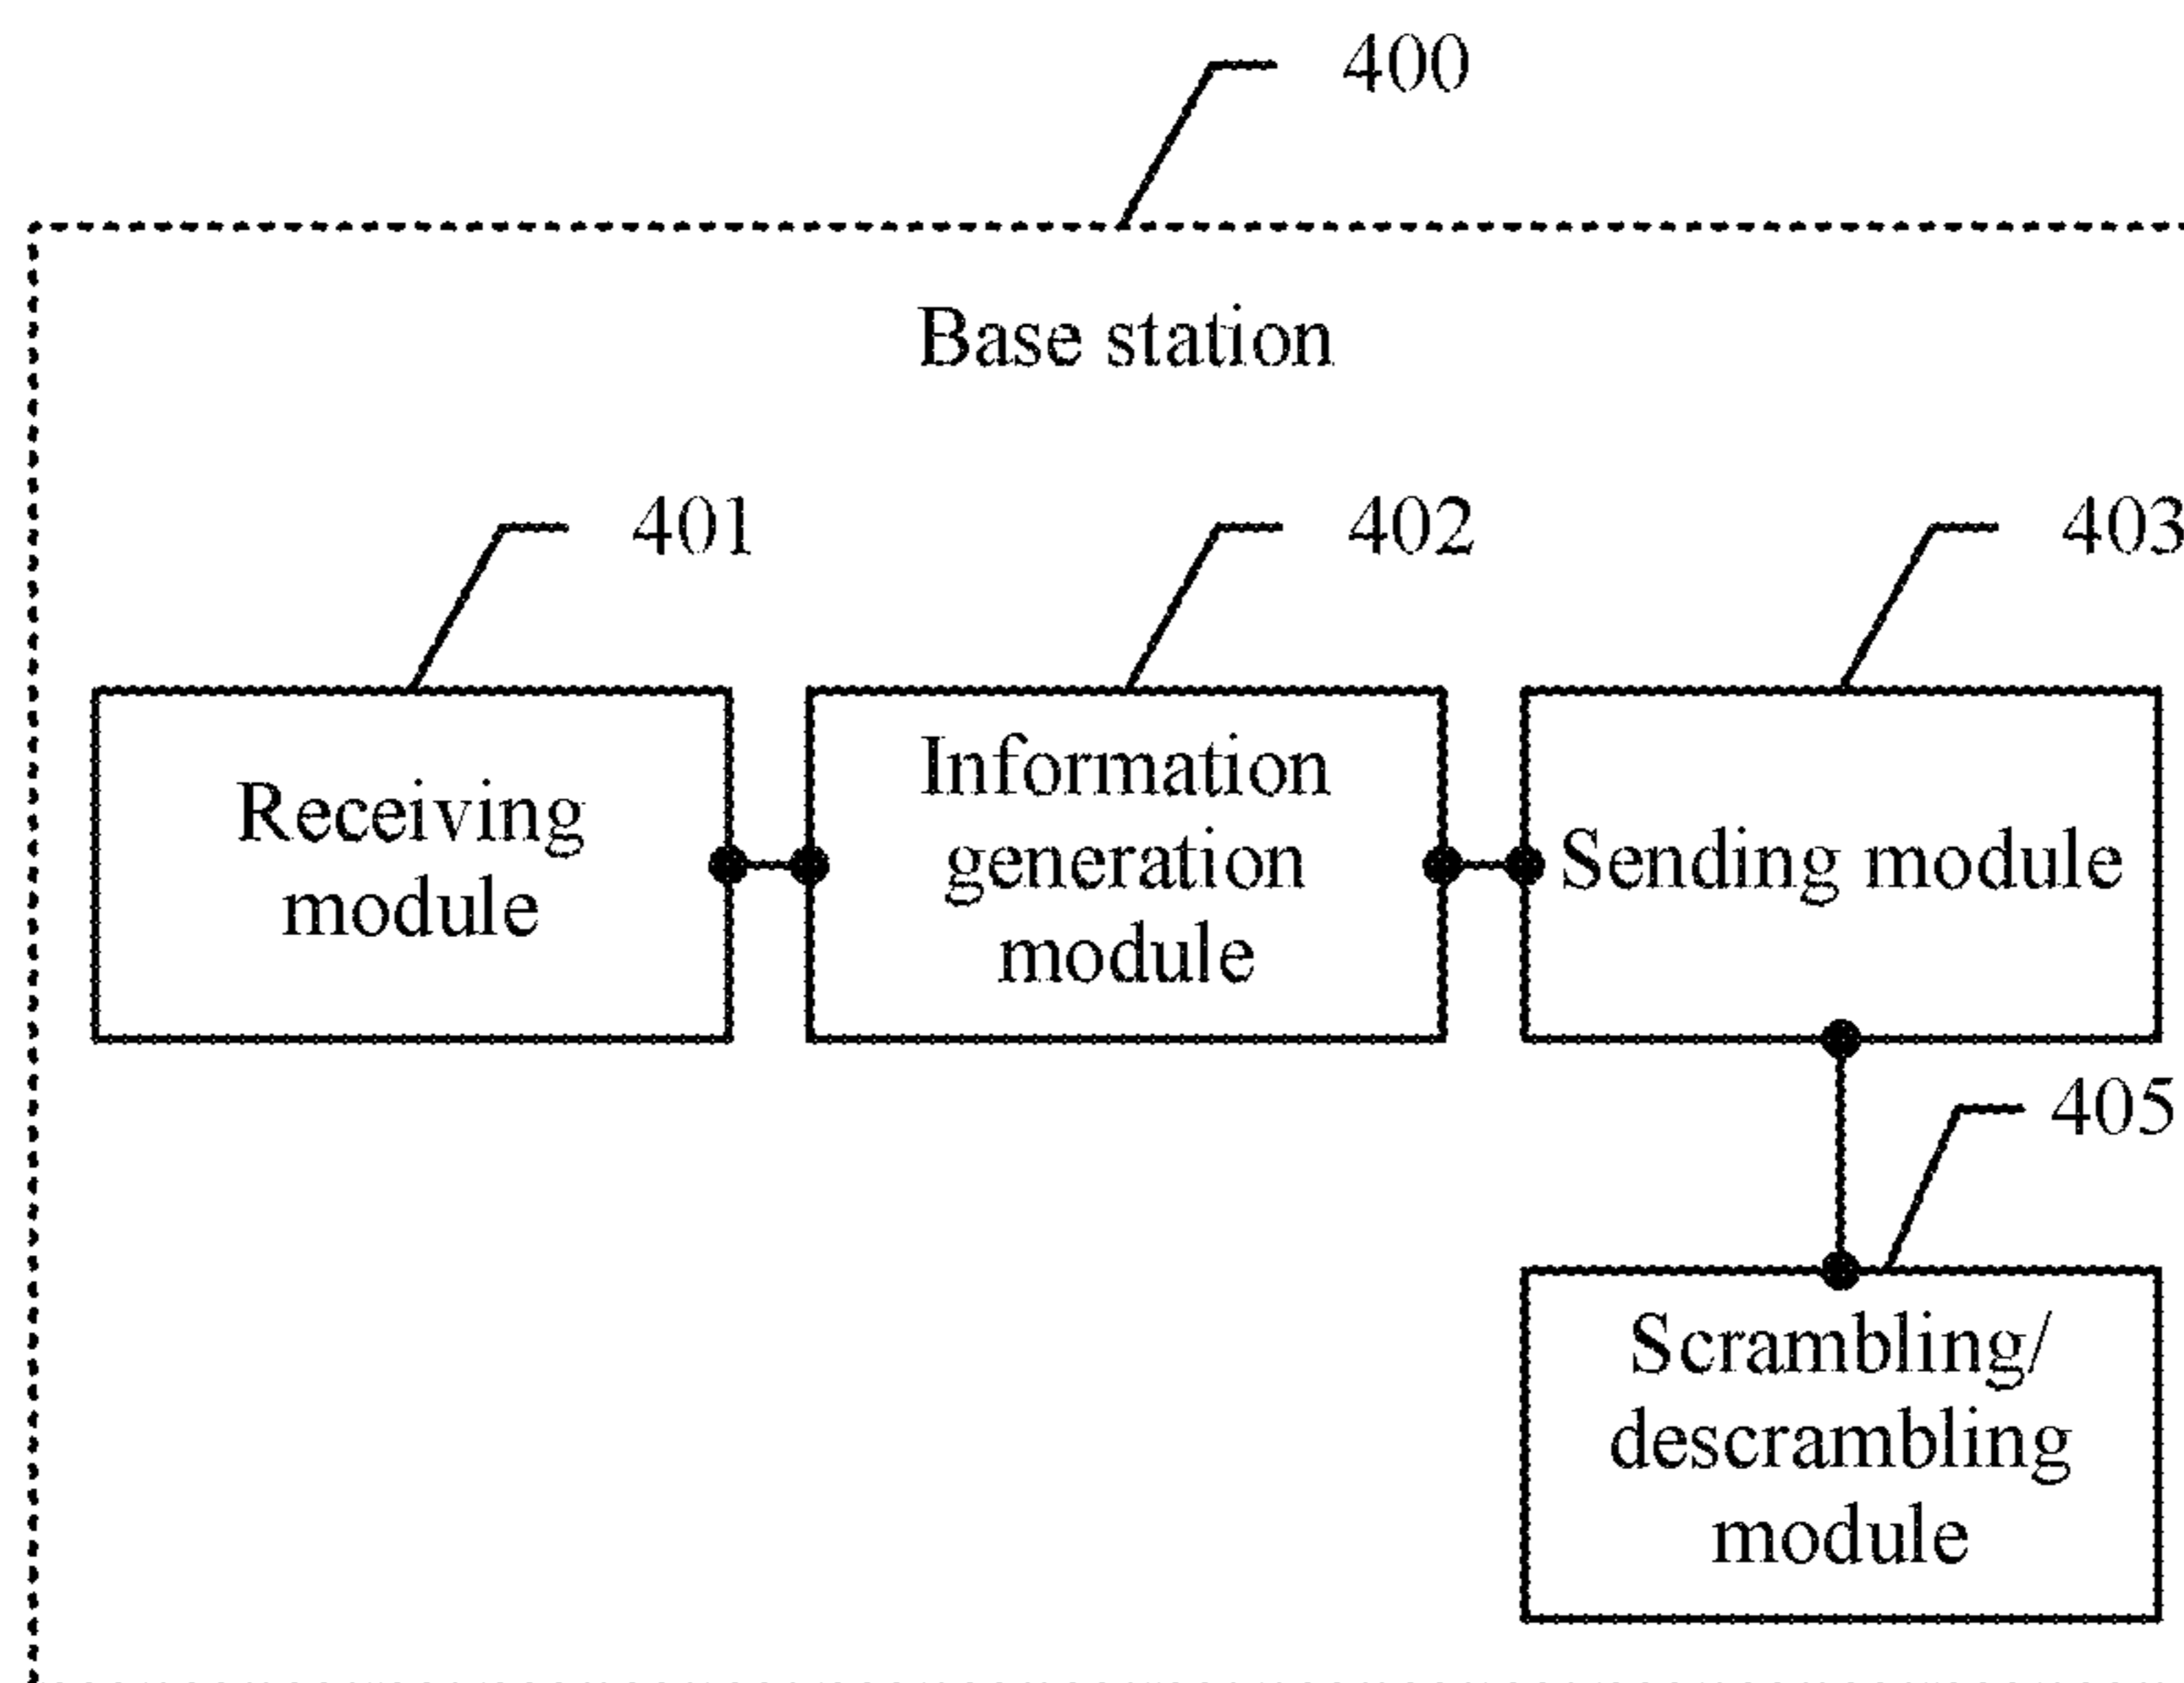 400
Base station
401
402
403
Receiving
module
Information
generation
module
Sending module
405
Scrambling/
descrambling
module